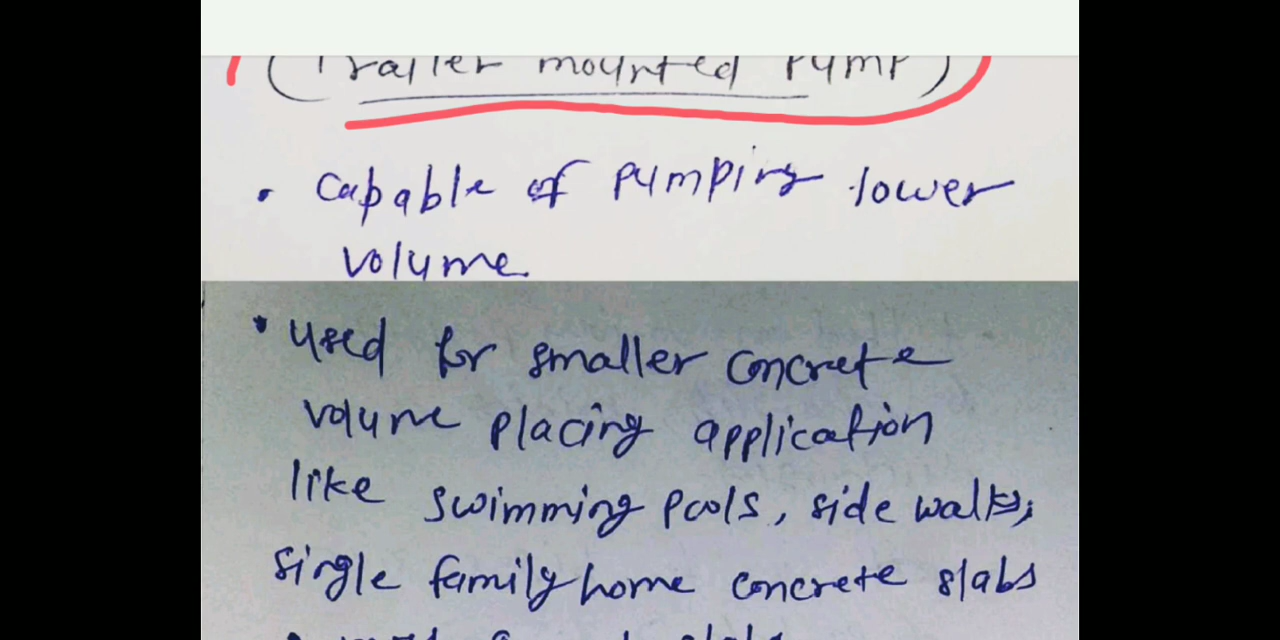 (Trailer mounted Pump)
• Capable of pumping lower
volume.
• used for smaller concrete
volume placing application
like swimming pools, side walks,
single family home concrete slabs
slabs